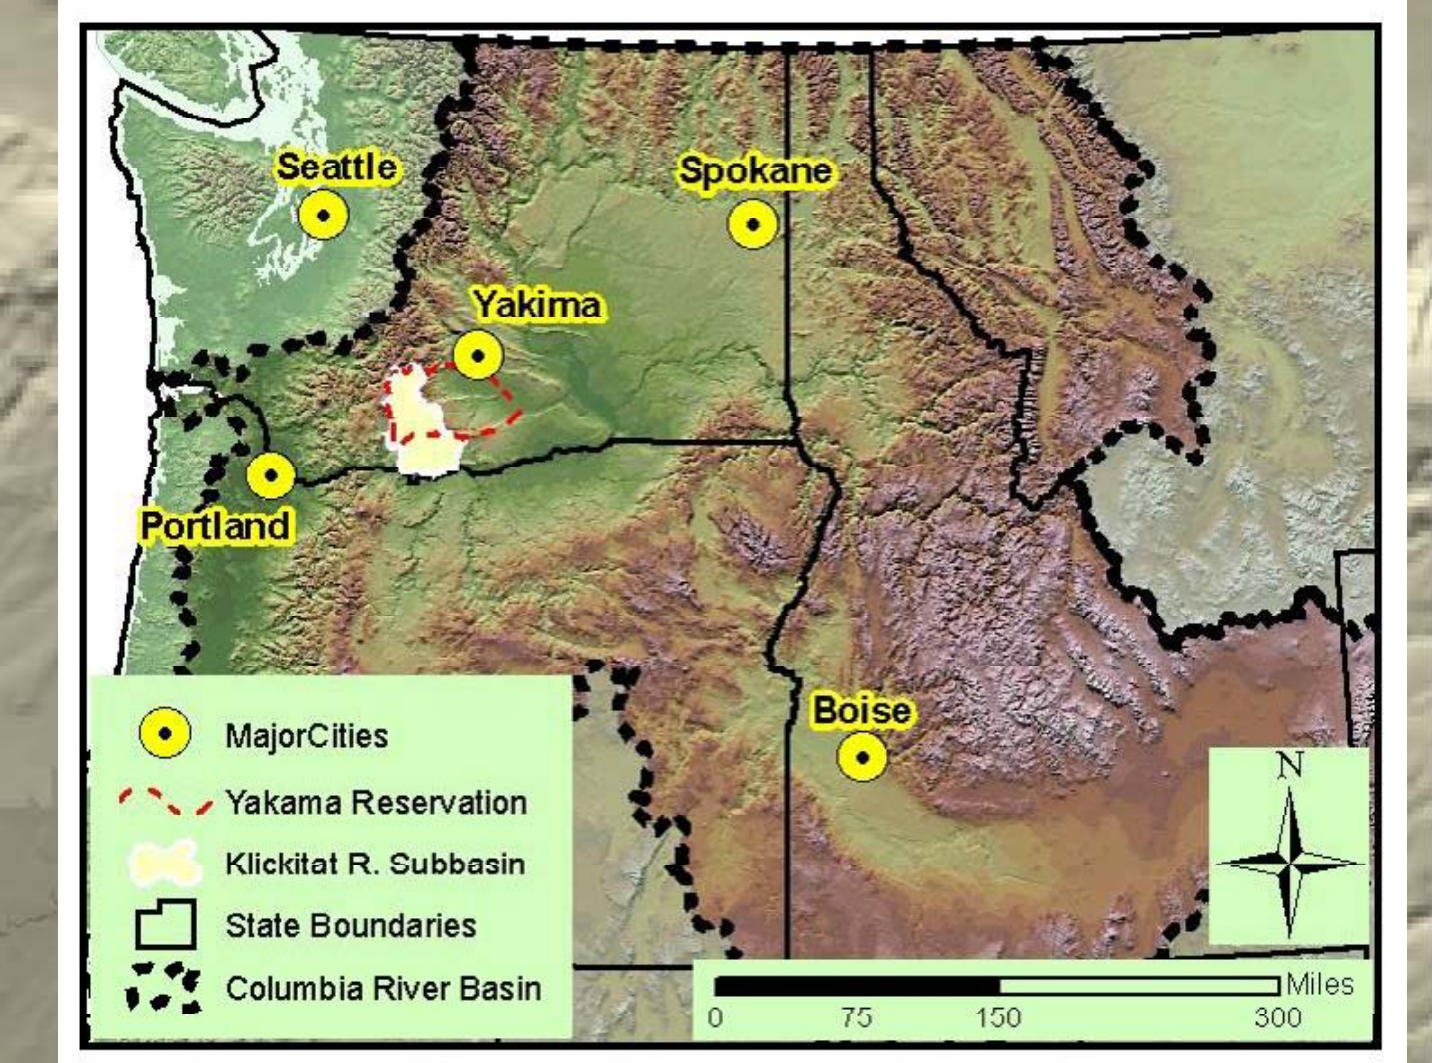 Seattle
Spokane
Yakima
Portland
Boise
MajorCities
Yakama Reservation
Klickitat R. Subbasin
State Boundaries
Columbia River Basin
N
Miles
0 75 150 300